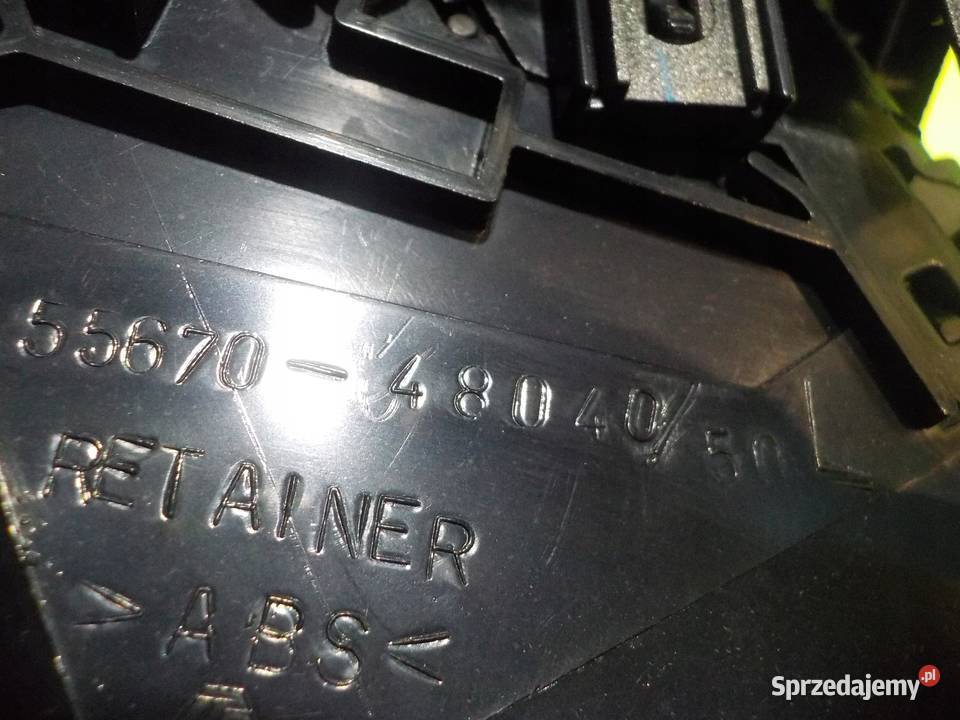 55670-48040/50
RETAINER
>ABS<
Sprzedajemy.pl